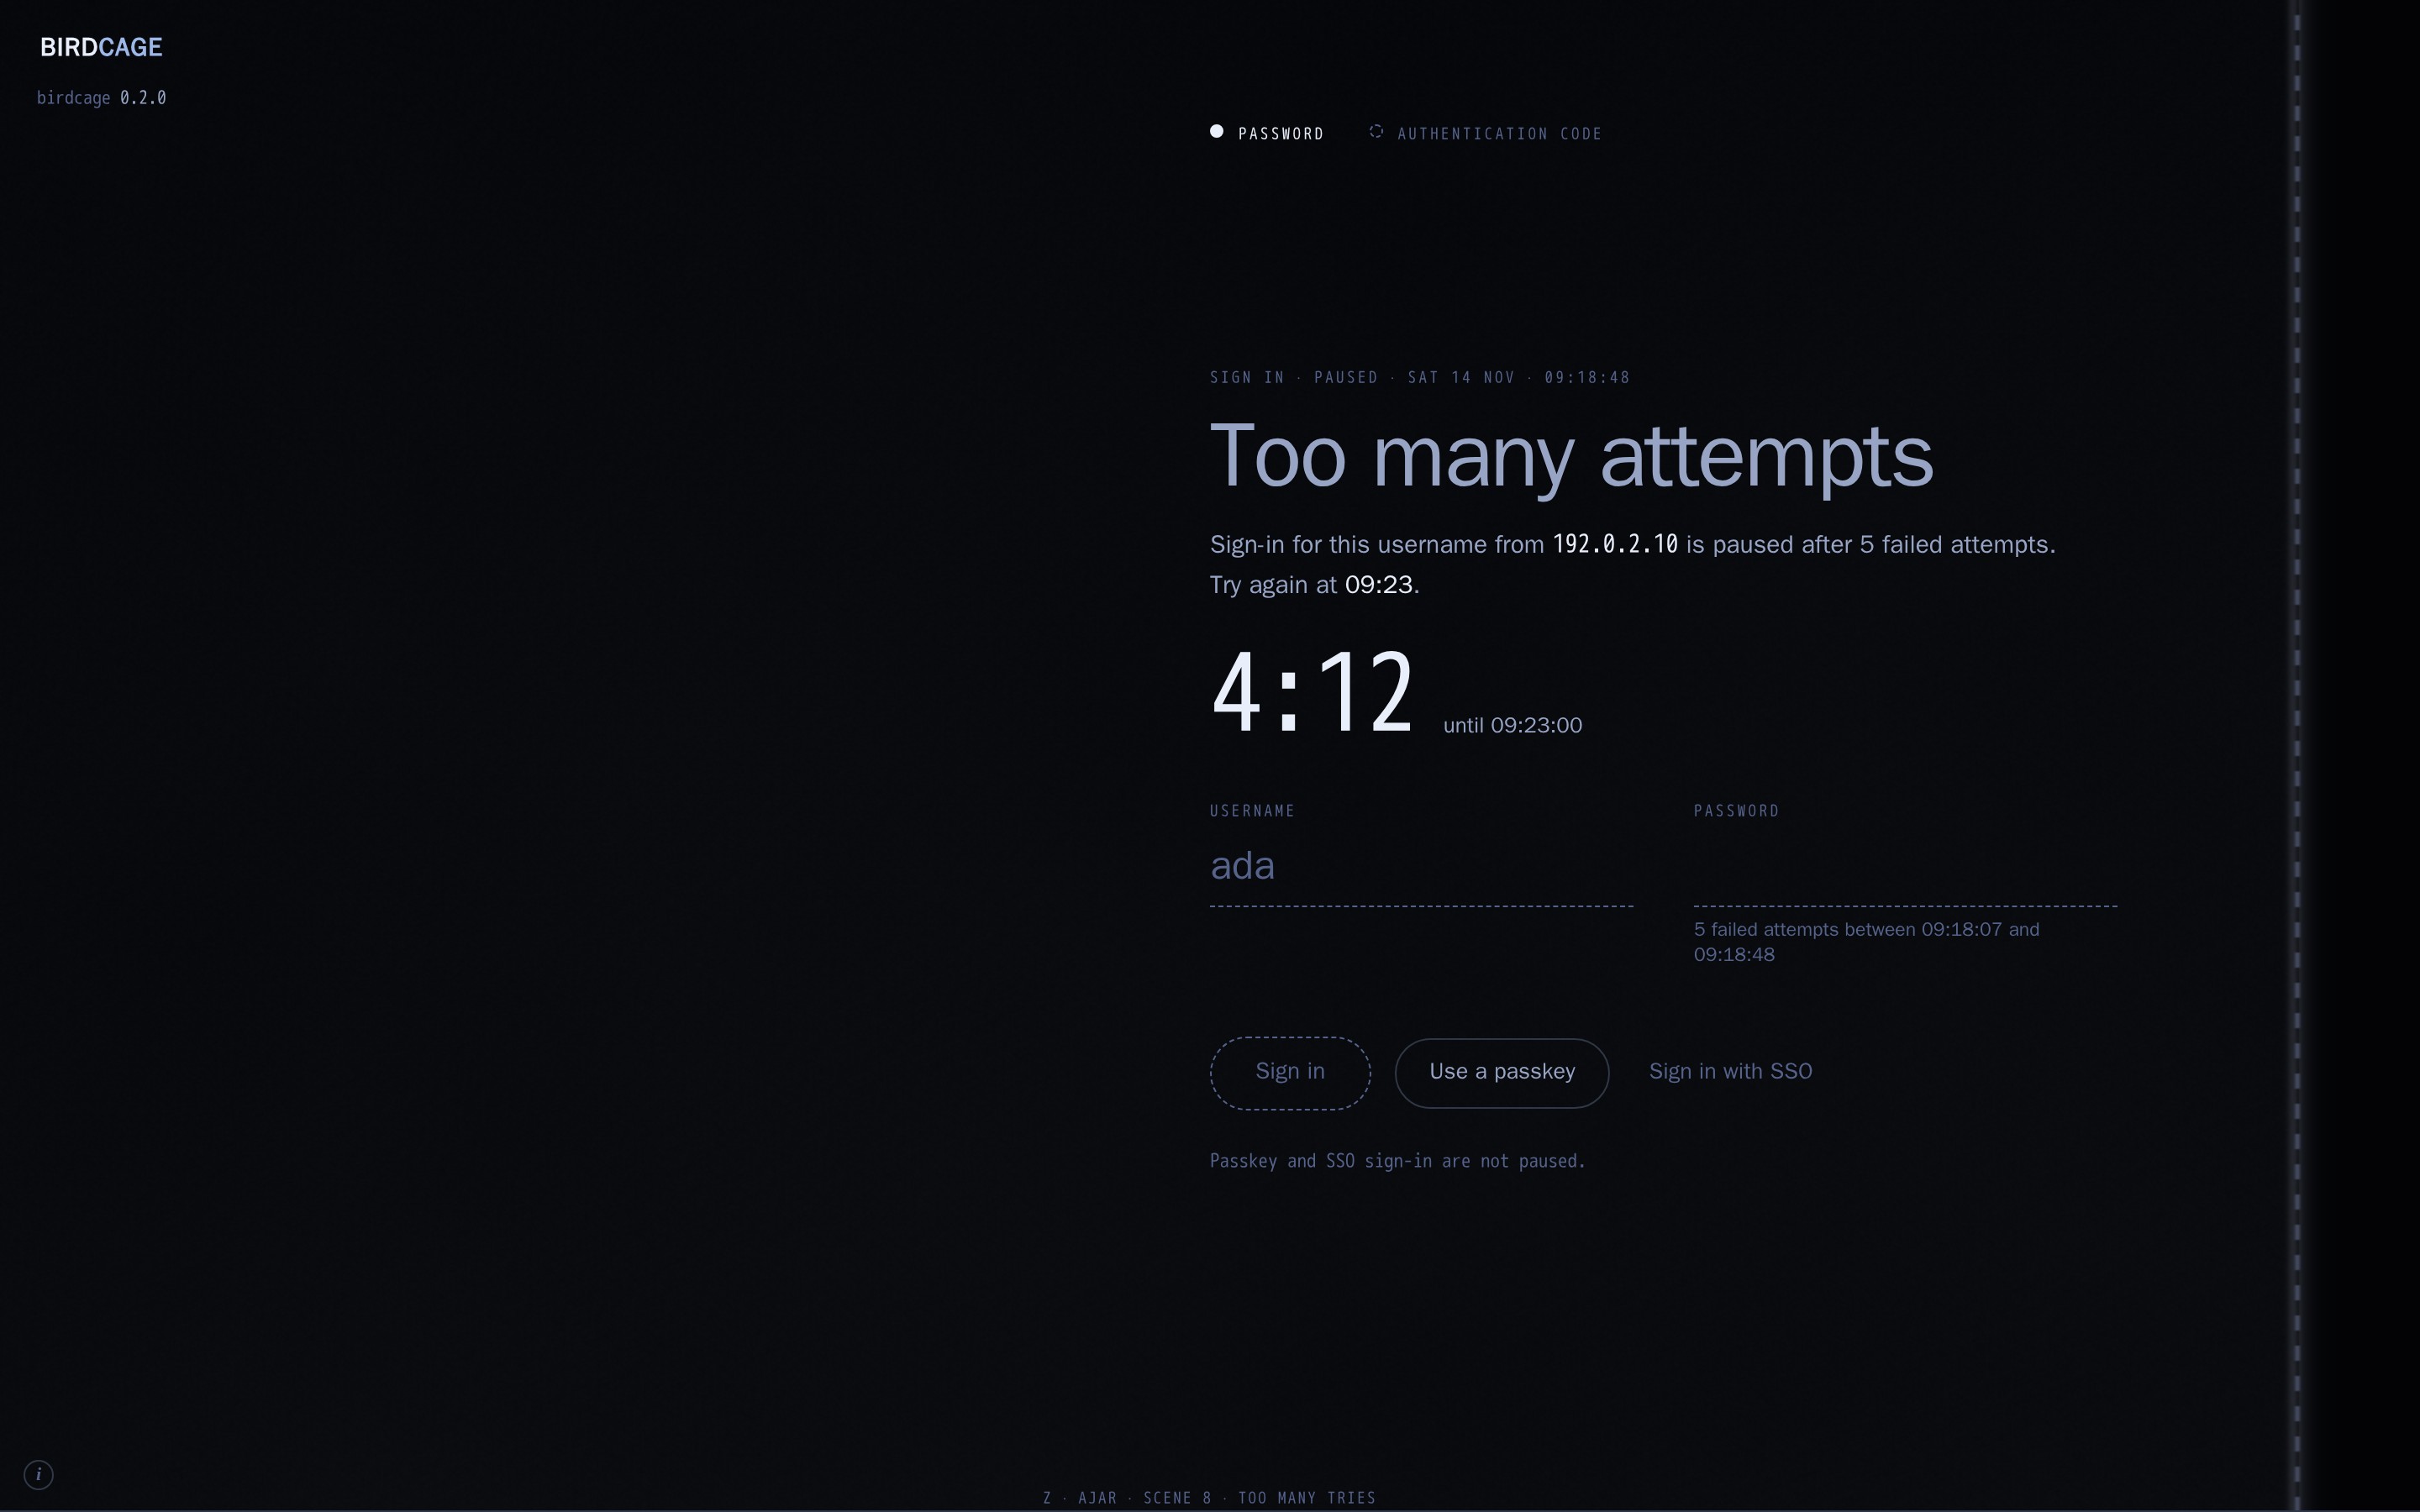 BIRDCAGE
birdcage 0.2.0
PASSWORD AUTHENTICATION CODE
SIGN IN · PAUSED · SAT 14 NOV · 09:18:48
Too many attempts
Sign-in for this username from 192.0.2.10 is paused after 5 failed attempts.
Try again at 09:23.
4:12 until 09:23:00
USERNAME PASSWORD
ada
5 failed attempts between 09:18:07 and
09:18:48
Sign in Use a passkey Sign in with SSO
Passkey and SSO sign-in are not paused.
i
Z · AJAR · SCENE 8 · TOO MANY TRIES